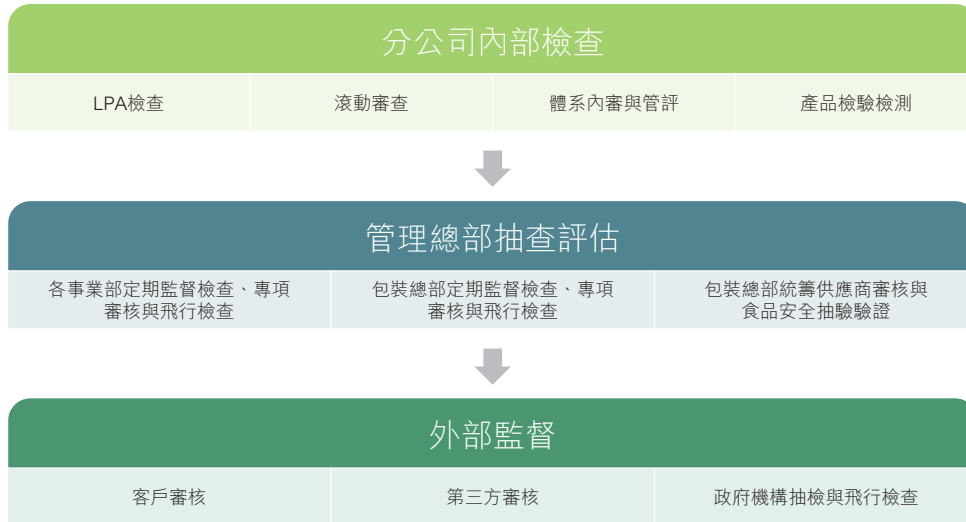 分公司內部檢查
LPA檢查
滾動審查
體系內審與管評
產品檢驗檢測
管理總部抽查評估
各事業部定期監督檢查、專項
審核與飛行檢查
包裝總部定期監督檢查、專項
審核與飛行檢查
包裝總部統籌供應商審核與
食品安全抽驗驗證
外部監督
客戶審核
第三方審核
政府機構抽檢與飛行檢查